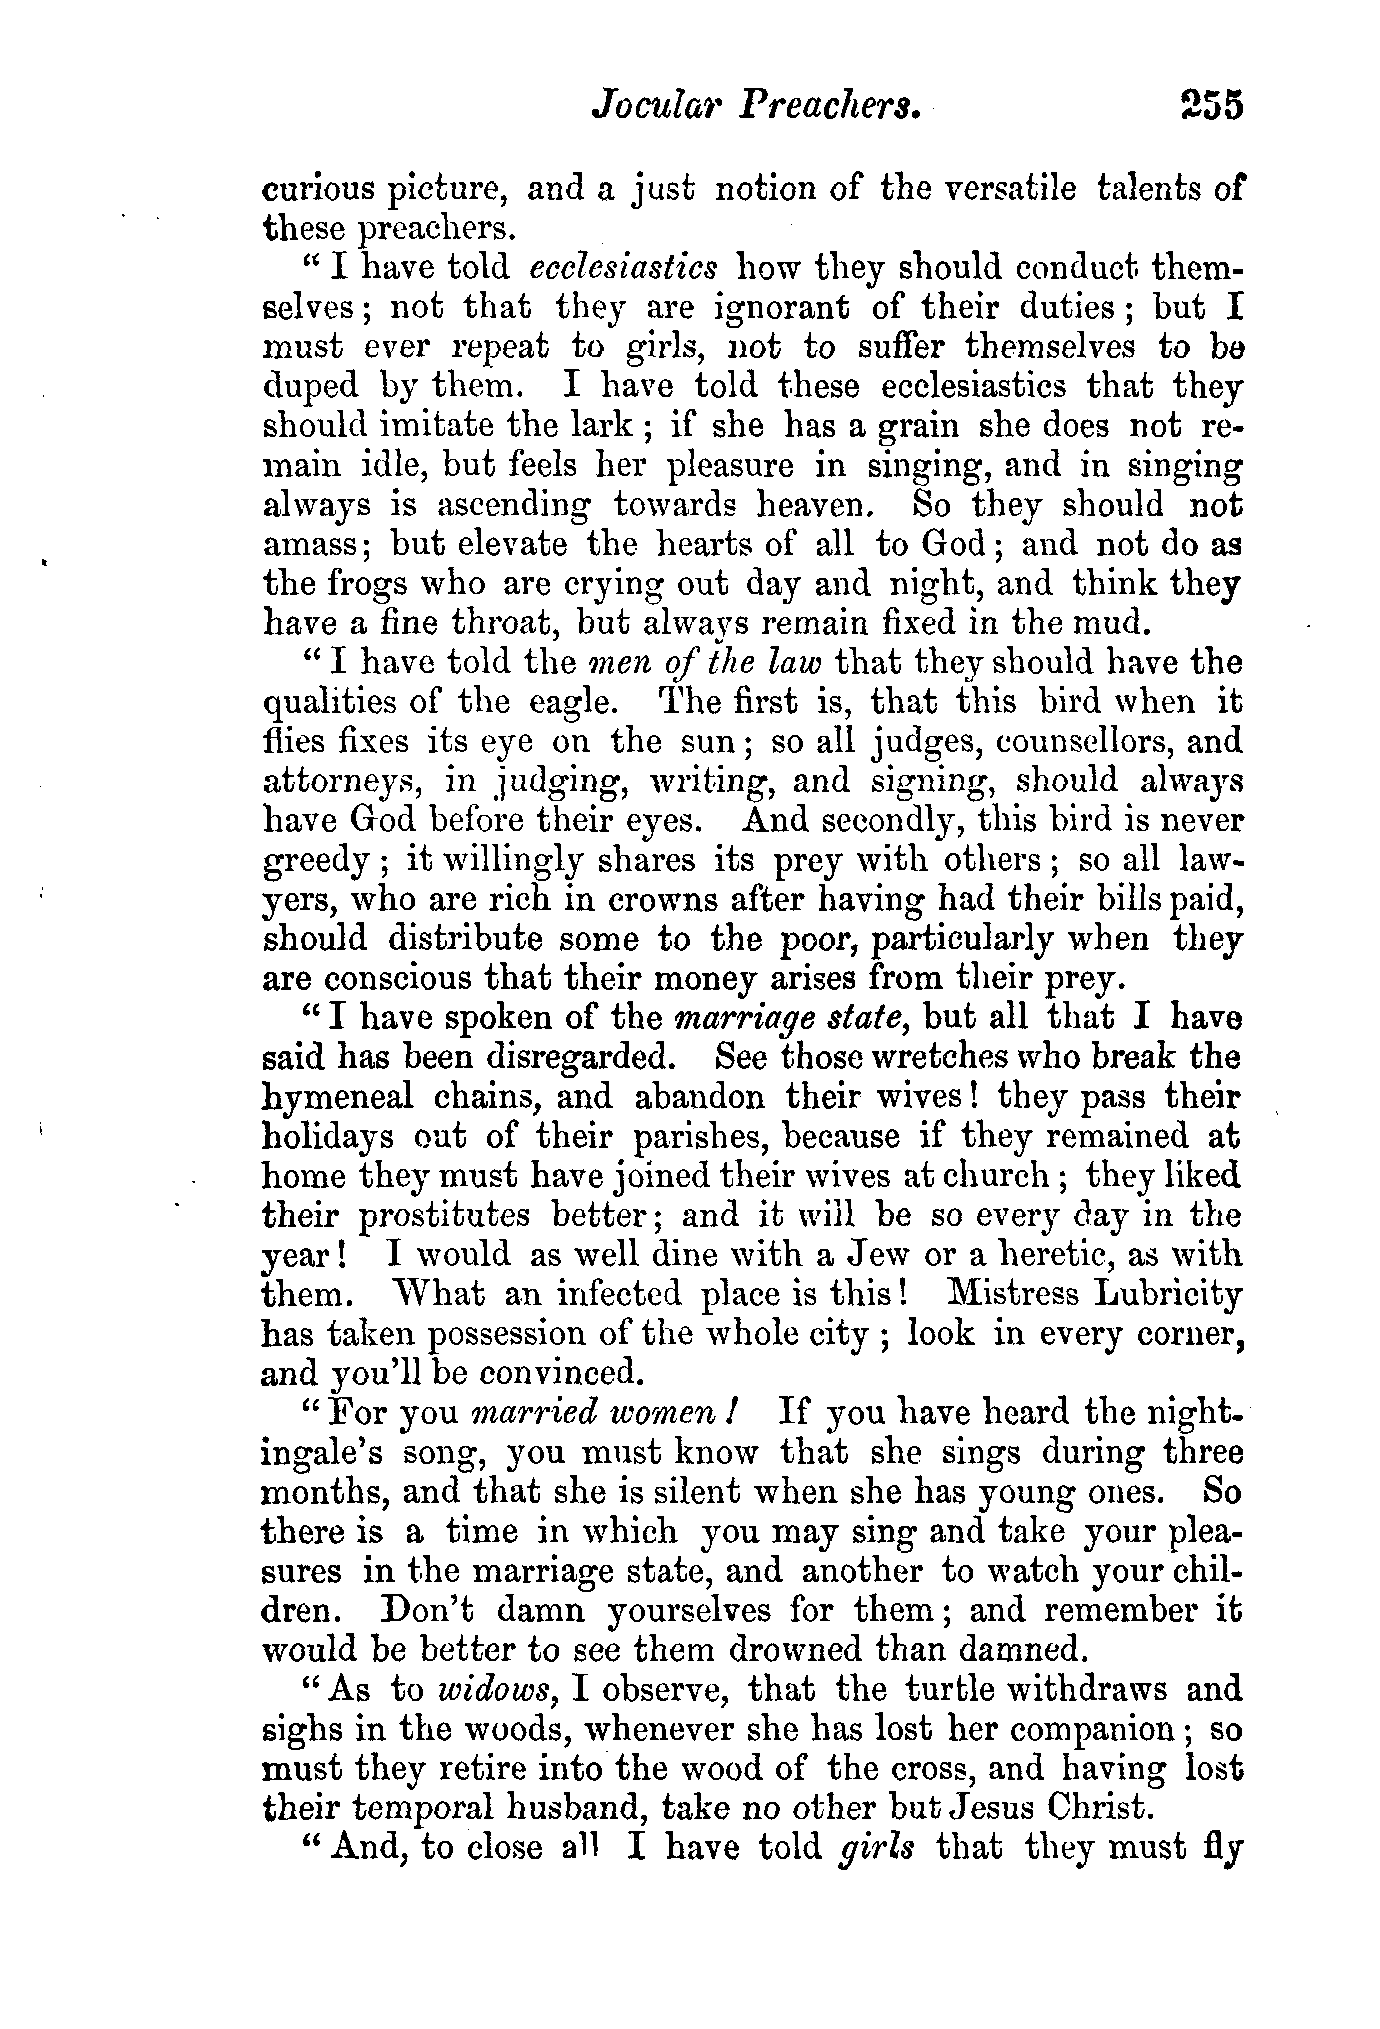 Jocular Preachers. 255
curious picture, and a just notion of the versatile talents of
these preachers.
“ I have told ecclesiastics how they should conduct them-
selves ; not that they are ignorant of their duties ; but I
must ever repeat to girls, not to suffer themselves to be
duped by them. I have told these ecclesiastics that they
should imitate the lark ; if she has a grain she does not re-
main idle, but feels her pleasure in singing, and in singing
always is ascending towards heaven. So they should not
amass; but elevate the hearts of all to God ; and not do as
the frogs who are crying out day and night, and think they
have a fine throat, but always remain fixed in the mud.
“ I have told the men of the law that they should have the
qualities of the eagle. The first is, that this bird when it
flies fixes its eye on the sun ; so all judges, counsellors, and
attorneys, in judging, writing, and signing, should always
have God before their eyes. And secondly, this bird is never
greedy ; it willingly shares its prey with others ; so all law-
yers, who are rich in crowns after having had their bills paid,
should distribute some to the poor, particularly when they
are conscious that their money arises from their prey.
“ I have spoken of the marriage state, but all that I have
said has been disregarded. See those wretches who break the
hymeneal chains, and abandon their wives ! they pass their
holidays out of their parishes, because if they remained at
home they must have joined their wives at church ; they liked
their prostitutes better; and it will be so every day in the
year ! I would as well dine with a Jew or a heretic, as with
them. What an infected place is this ! Mistress Lubricity
has taken possession of the whole city ; look in every corner,
and you'll be convinced.
“ For you married women ! If you have heard the night-
ingale's song, you must know that she sings during three
months, and that she is silent when she has young ones. So
there is a time in which you may sing and take your plea-
sures in the marriage state, and another to watch your chil-
dren. Don't damn yourselves for them ; and remember it
would be better to see them drowned than damned.
“ As to widows, I observe, that the turtle withdraws and
sighs in the woods, whenever she has lost her companion ; so
must they retire into the wood of the cross, and having lost
their temporal husband, take no other but Jesus Christ.
“ And, to close all I have told girls that they must fly